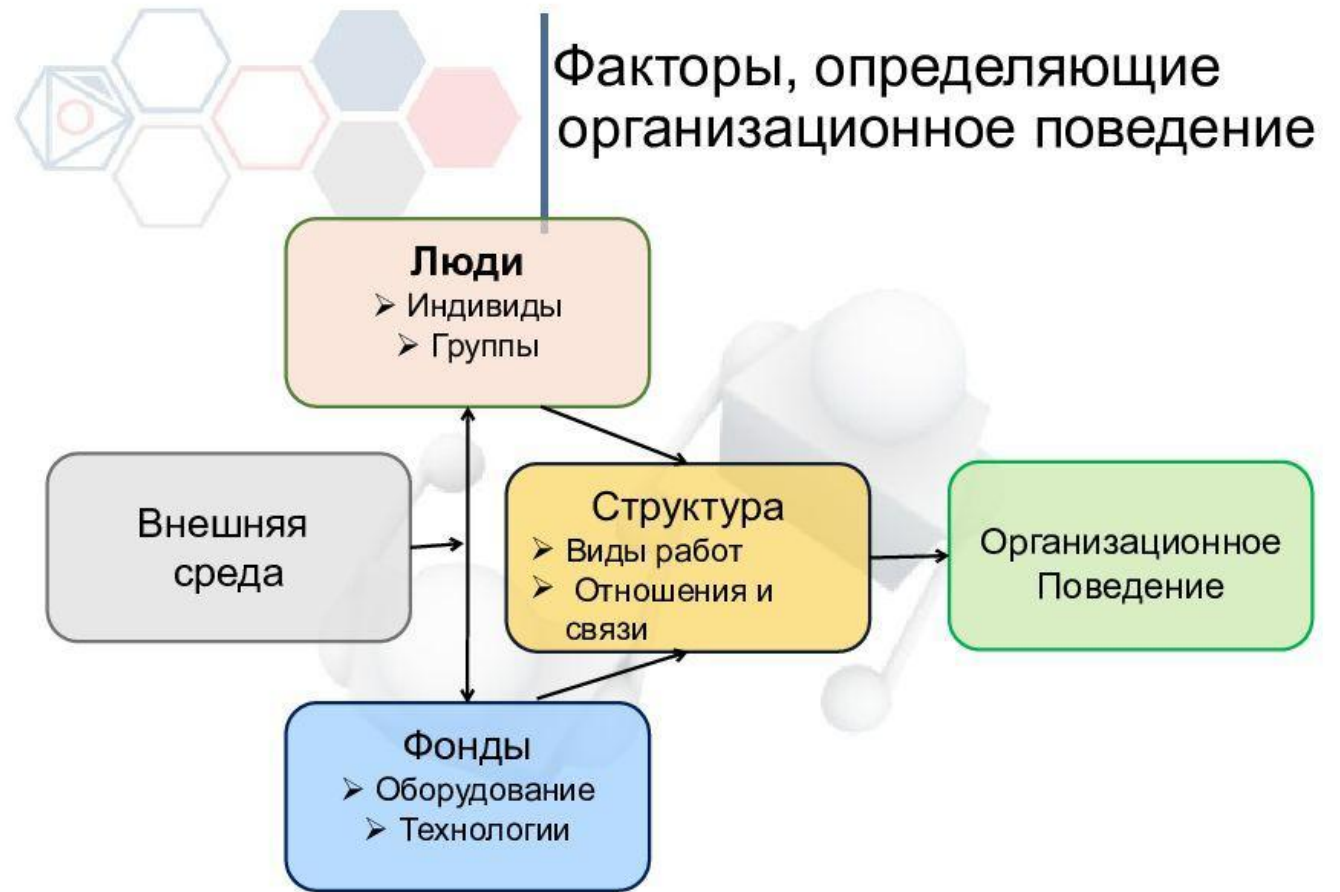 Факторы, определяющие
организационное поведение
Люди
➢ Индивиды
➢ Группы
Внешняя
среда
Структура
➢ Виды работ
➢ Отношения и
связи
Организационное
Поведение
Фонды
➢ Оборудование
➢ Технологии